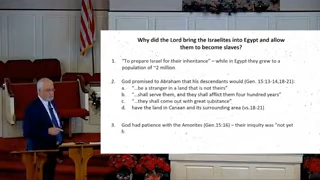 Why did the Lord bring the Israelites into Egypt and allow
them to become slaves?
1. "To prepare Israel for their inheritance" – while in Egypt they grew to a
population of ~2 million
2. God promised to Abraham that his descendants would (Gen. 15:13-14,18-21):
a. "…be a stranger in a land that is not theirs"
b. "…shall serve them, and they shall afflict them four hundred years"
c. "…they shall come out with great substance"
d. have the land in Canaan and its surrounding area (vs.18-21)
3. God had patience with the Amorites (Gen.15:16) – their iniquity was "not yet